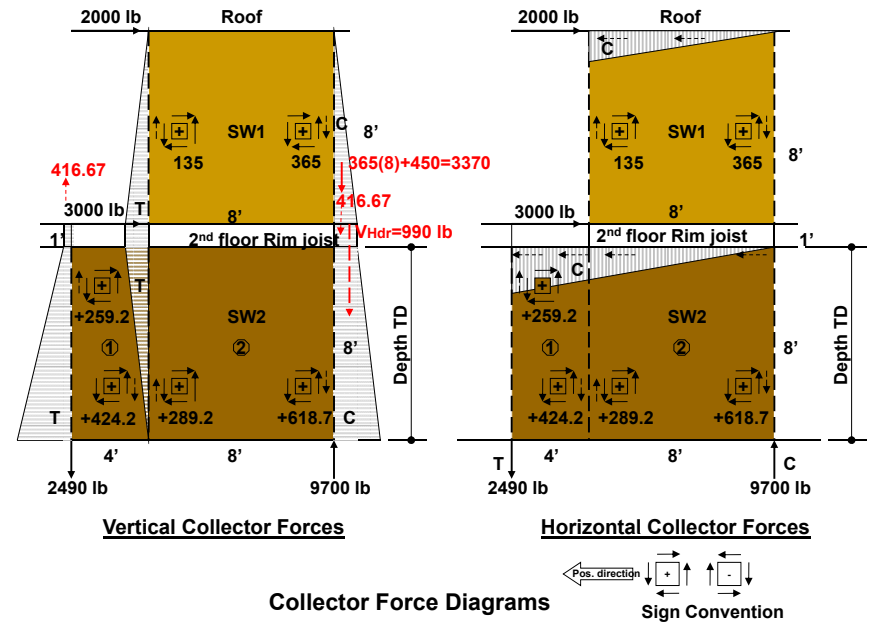 2000 lb Roof
SW1
135 365
C
8’
365(8)+450=3370
416.67
416.67
3000 lb
T
8’
VHdr=990 lb
1’
2nd floor Rim joist
T
+259.2
SW2
① ②
8’
+424.2 +289.2 +618.7
T
C
4’ 8’
2490 lb 9700 lb
Vertical Collector Forces
2000 lb Roof
C
SW1
135 365
8’
3000 lb 8’
2nd floor Rim joist
1’
C
+259.2
SW2
① ②
8’
+424.2 +289.2 +618.7
4’ 8’
T
C
2490 lb 9700 lb
Horizontal Collector Forces
Depth TD
Depth TD
Pos. direction
+ -
Sign Convention
Collector Force Diagrams